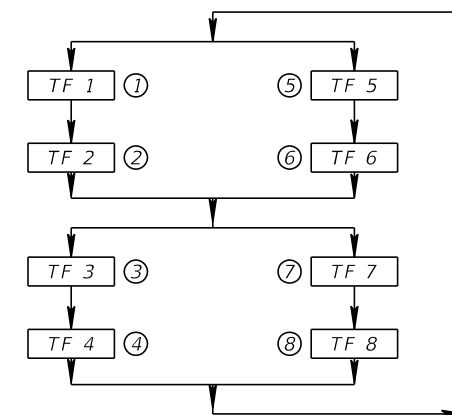 TF 1 ① ⑤ TF 5
TF 2 ② ⑥ TF 6
TF 3 ③ ⑦ TF 7
TF 4 ④ ⑧ TF 8